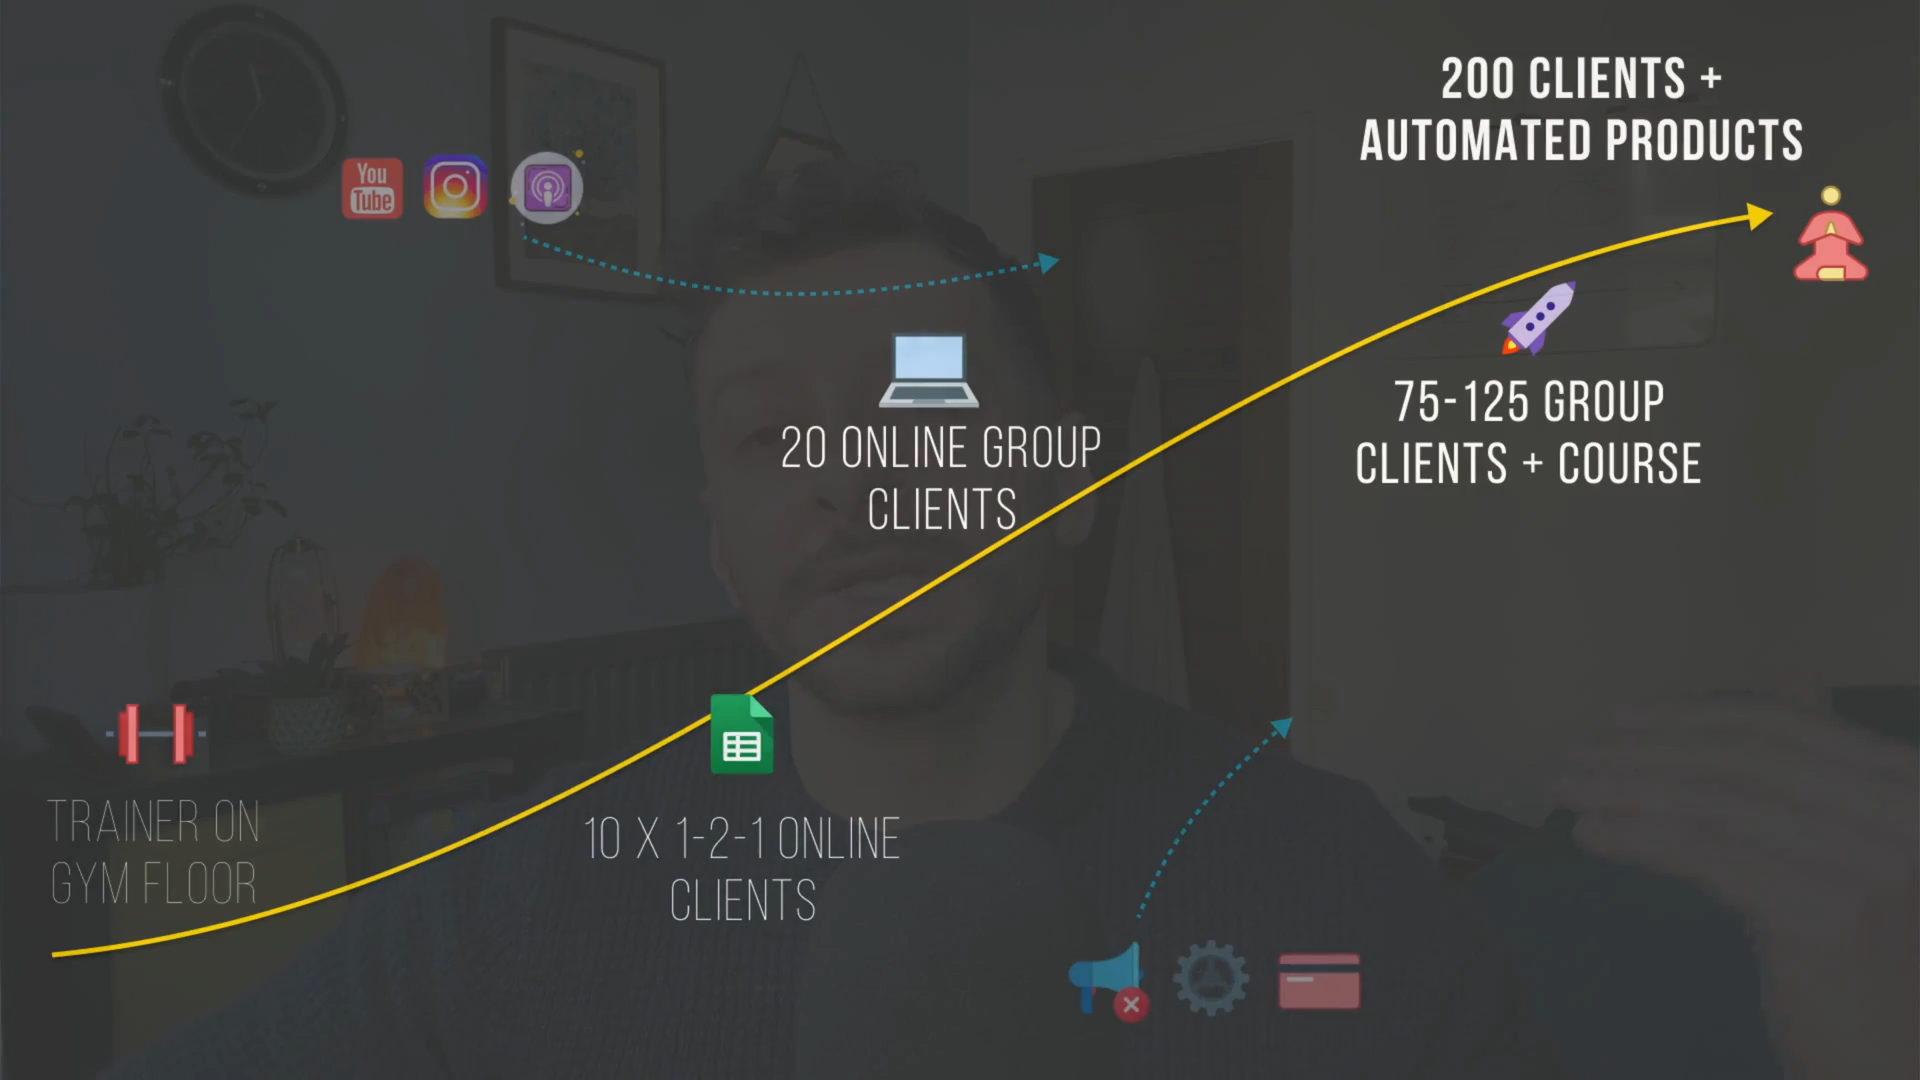 200 CLIENTS +
AUTOMATED PRODUCTS
You
Tube
75-125 GROUP
CLIENTS + COURSE
20 ONLINE GROUP
CLIENTS
TRAINER ON
GYM FLOOR
10 X 1-2-1 ONLINE
CLIENTS